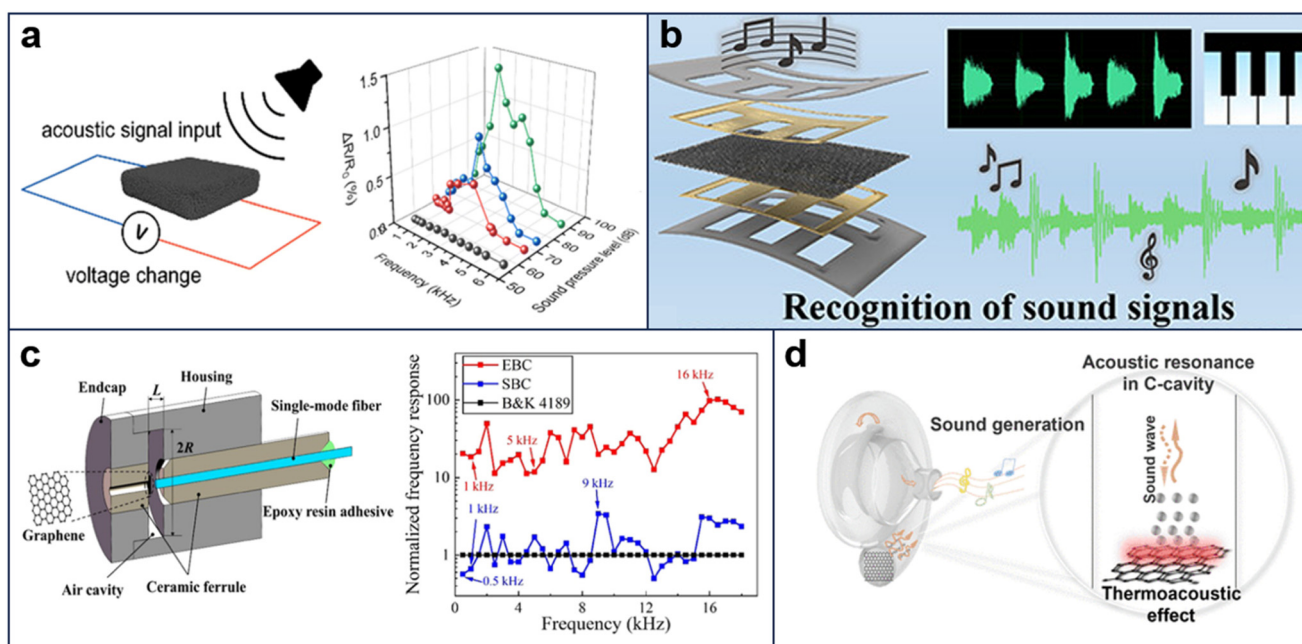 a
acoustic signal input
V
voltage change
1.5
1.0
0.5
0.0
ΔR/R0 (%)
0 1 2 3 4 5 6
Frequency (kHz)
50 60 70 80 90 100
Sound pressure level (dB)
b
Recognition of sound signals
c
Endcap
L
Housing
Single-mode fiber
2R
Graphene
Epoxy resin adhesive
Air cavity
Ceramic ferrule
Normalized frequency response
100
10
1
EBC
SBC
B&K 4189
16 kHz
5 kHz
1 kHz
1 kHz
9 kHz
0.5 kHz
0 4 8 12 16
Frequency (kHz)
d
Acoustic resonance
in C-cavity
Sound generation
Sound wave
Thermoacoustic
effect